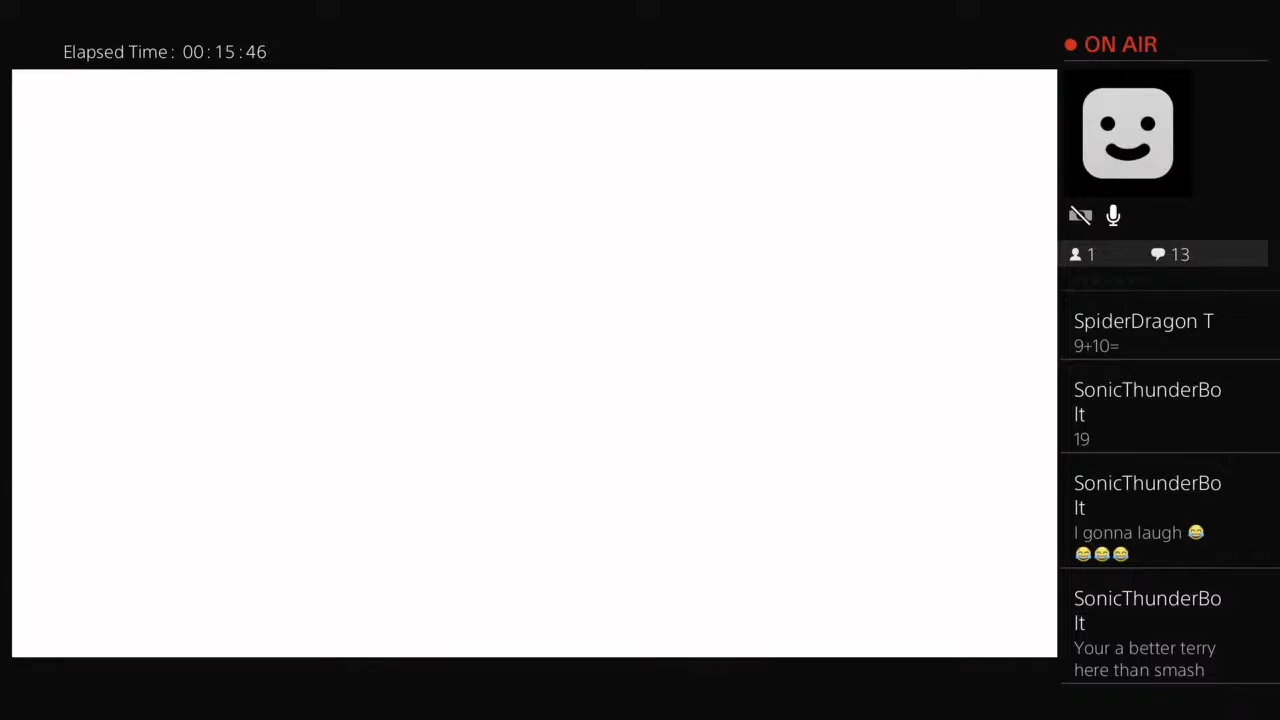 Elapsed Time: 00:15:46
ON AIR
1 13
SpiderDragon T
9+10=
SonicThunderBo
lt
19
SonicThunderBo
lt
I gonna laugh 😂
😂😂😂
SonicThunderBo
lt
Your a better terry
here than smash